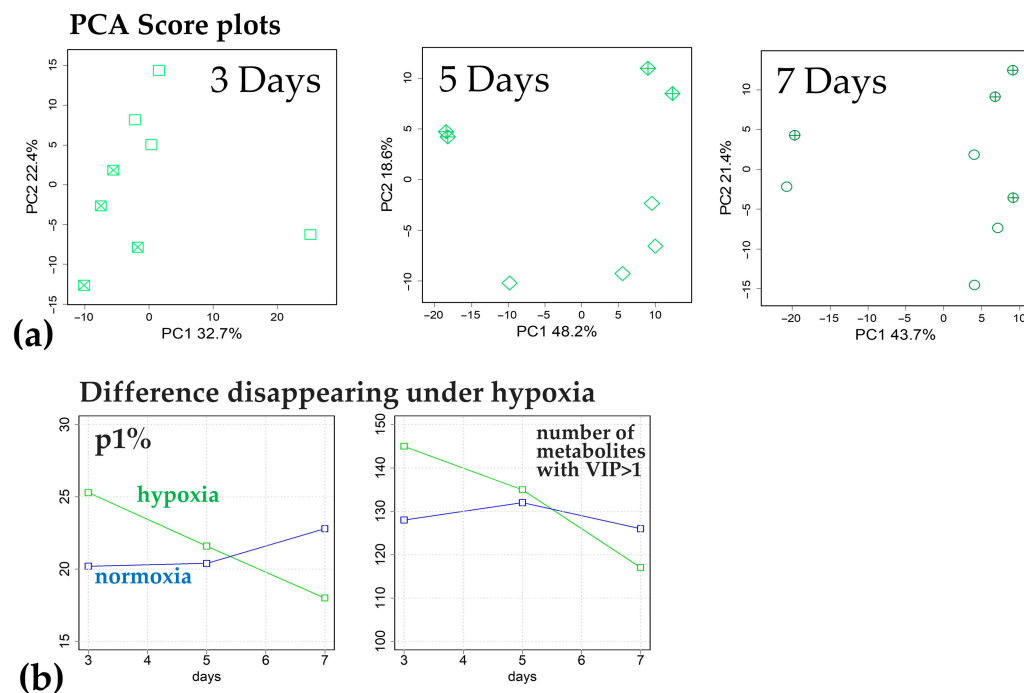 PCA Score plots
3 Days
PC2 22.4%
15
10
5
0
−5
−10
−15
−10
0
10
20
PC1 32.7%
5 Days
PC2 18.6%
10
5
0
−5
−10
−20
−15
−10
−5
0
5
10
PC1 48.2%
7 Days
PC2 21.4%
10
5
0
−5
−10
−15
−20
−15
−10
−5
0
5
10
PC1 43.7%
(a)
Difference disappearing under hypoxia
p1%
hypoxia
normoxia
30
25
20
15
3
4
5
6
7
days
number of
metabolites
with VIP>1
150
140
130
120
110
100
3
4
5
6
7
days
(b)